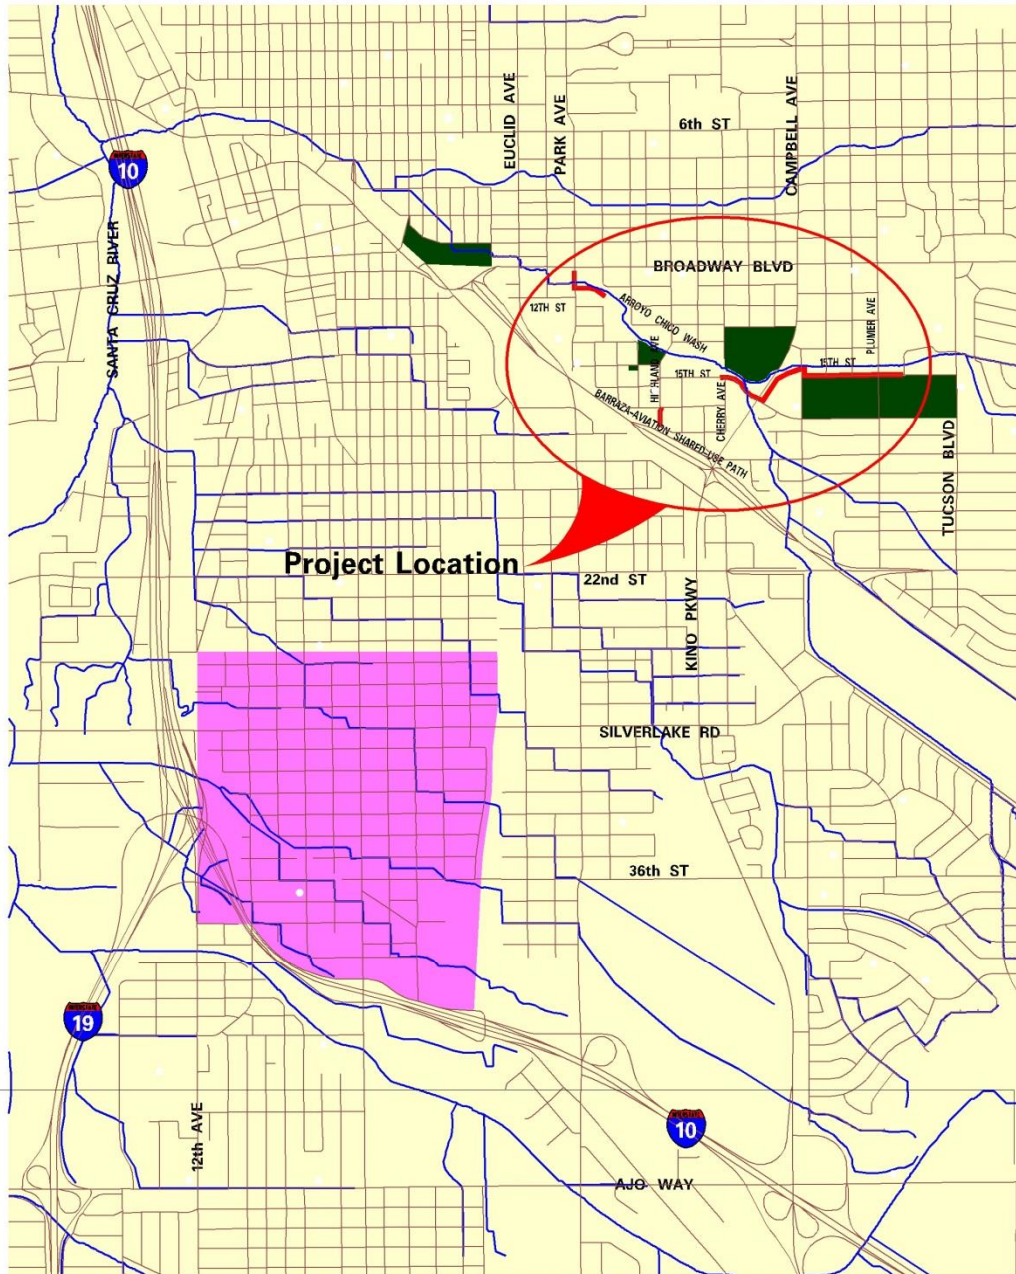 EUCLID AVE
PARK AVE
CAMPBELL AVE
6th ST
10
SANTA CRUZ RIVER
BROADWAY BLVD
12TH ST
ARROYO CHICO WASH
PLUMER AVE
HIGHLAND AVE
15TH ST
15TH ST
CHERRY AVE
BARRAZA-AVIATION SHARED-USE PATH
TUCSON BLVD
Project Location
22nd ST
KINO PKWY
SILVERLAKE RD
36th ST
19
12th AVE
10
AJO WAY